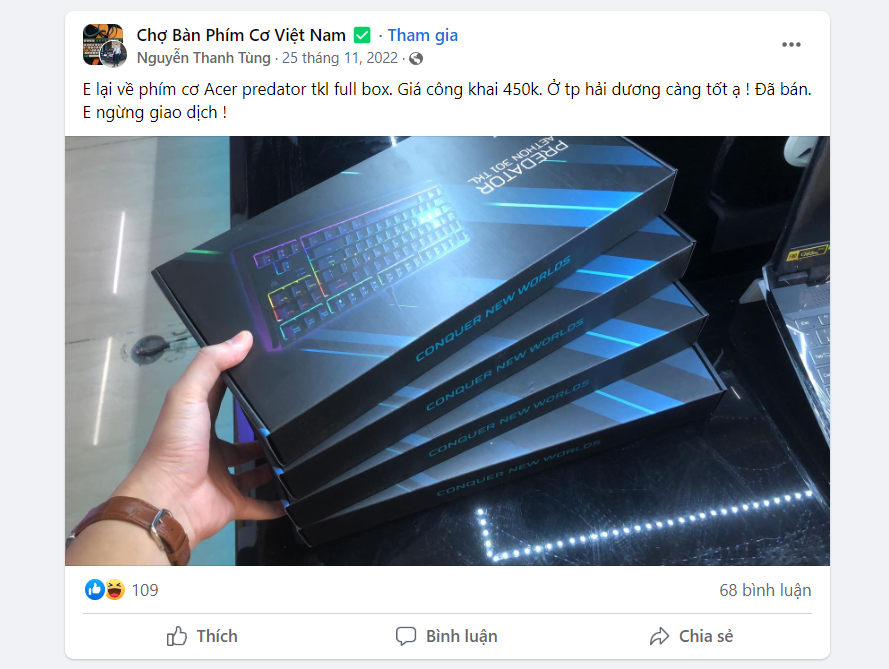 Chợ Bàn Phím Cơ Việt Nam ✅ · Tham gia
Nguyễn Thanh Tùng · 25 tháng 11, 2022 ·
E lại về phím cơ Acer predator tkl full box. Giá công khai 450k. Ở tp hải dương càng tốt ạ ! Đã bán.
E ngừng giao dịch !
PREDATOR
AETHON 301 TKL
CONQUER NEW WORLDS
CONQUER NEW WORLDS
CONQUER NEW WORLDS
CONQUER NEW WORLDS
109
68 bình luận
Thích
Bình luận
Chia sẻ